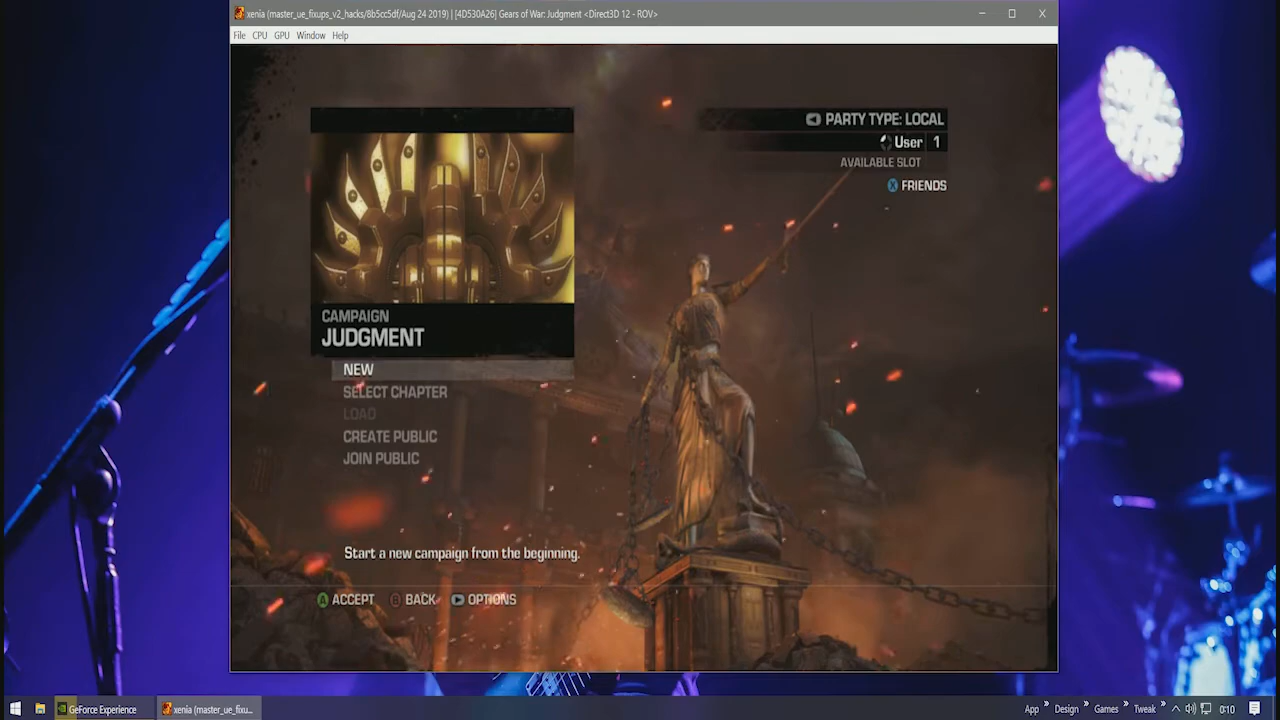 xenia (master_ue_fixups_v2_hacks/8b5cc5df/Aug 24 2019) | [4D530A26] Gears of War: Judgment <Direct3D 12 - ROV>
File CPU GPU Window Help
PARTY TYPE: LOCAL
User 1
AVAILABLE SLOT
X FRIENDS
CAMPAIGN
JUDGMENT
NEW
SELECT CHAPTER
LOAD
CREATE PUBLIC
JOIN PUBLIC
Start a new campaign from the beginning.
A ACCEPT B BACK OPTIONS
GeForce Experience xenia (master_ue_fixu... App Design Games Tweak 0:10